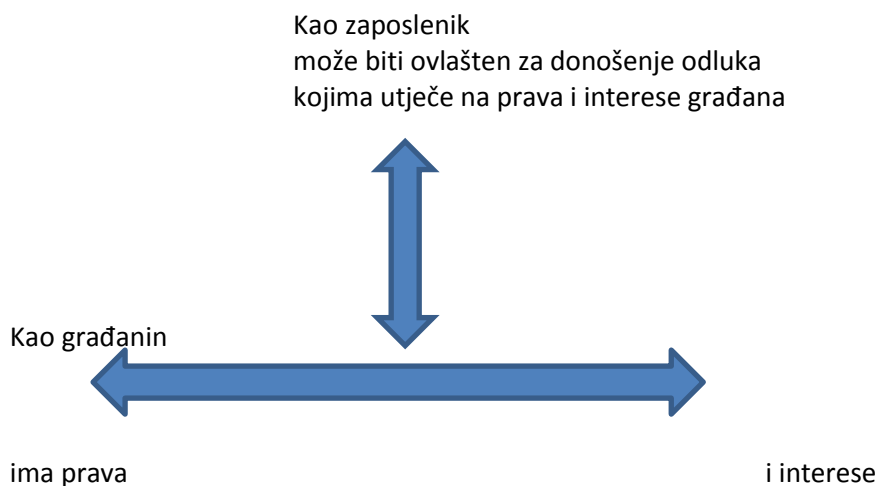 Kao zaposlenik
može biti ovlašten za donošenje odluka
kojima utječe na prava i interese građana
Kao građanin
ima prava
i interese